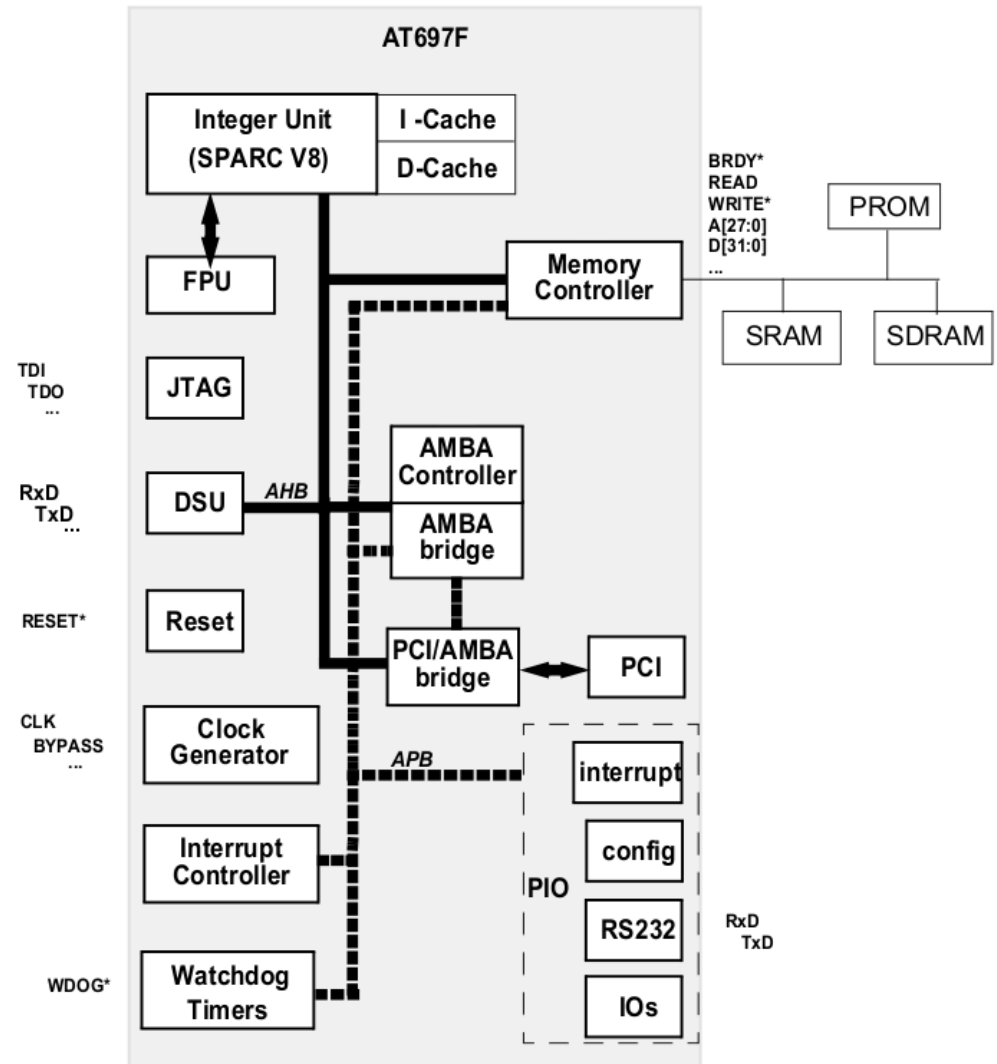 AT697F
Integer Unit
(SPARC V8)
I -Cache
D-Cache
BRDY*
READ
WRITE*
A[27:0]
D[31:0]
...
PROM
FPU
Memory
Controller
SRAM
SDRAM
TDI
TDO
...
JTAG
AMBA
Controller
RxD
TxD
...
DSU
AHB
AMBA
bridge
RESET*
Reset
PCI/AMBA
bridge
PCI
CLK
BYPASS
...
Clock
Generator
APB
interrupt
Interrupt
Controller
config
PIO
RS232
RxD
TxD
WDOG*
Watchdog
Timers
IOs